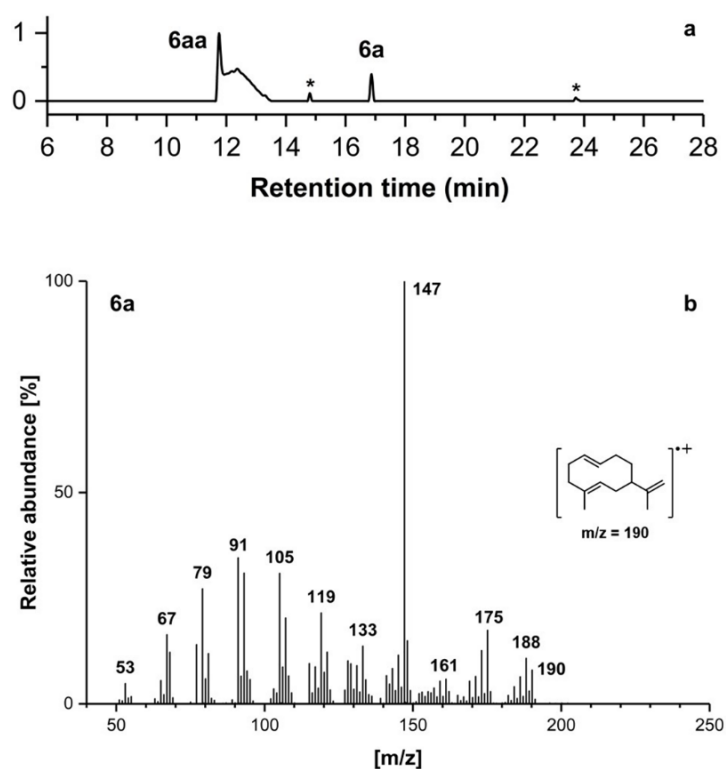 1
0
6aa
*
6a
*
a
6 8 10 12 14 16 18 20 22 24 26 28
Retention time (min)
100
50
0
Relative abundance [%]
6a
b
147
53
67
79
91
105
119
133
161
175
188
190
[ ]•+
m/z = 190
50 100 150 200 250
[m/z]